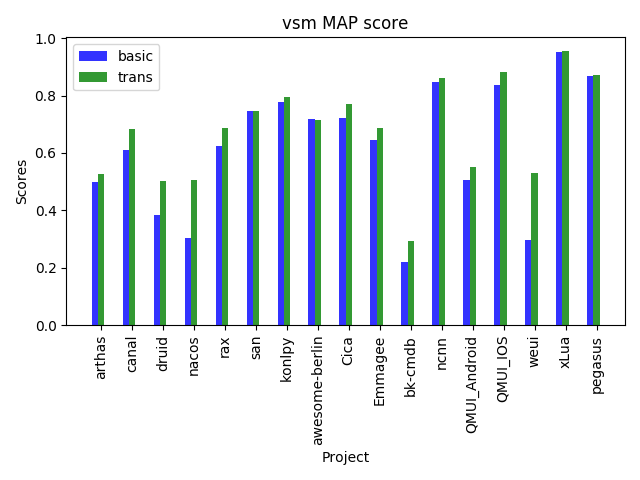 vsm MAP score
basic
trans
Scores
1.0
0.8
0.6
0.4
0.2
0.0
arthas
canal
druid
nacos
rax
san
konlpy
awesome-berlin
Cica
Emmagee
bk-cmdb
ncnn
QMUI_Android
QMUI_IOS
weui
xLua
pegasus
Project